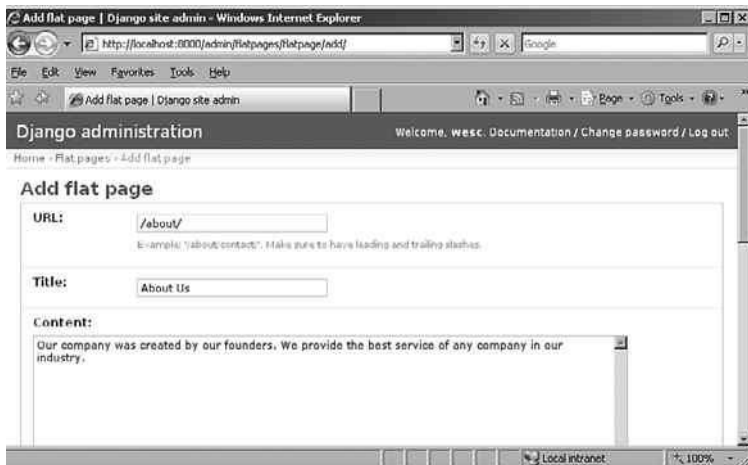 Add flat page | Django site admin - Windows Internet Explorer
http://localhost:8000/admin/flatpages/flatpage/add/
Google
File Edit View Favorites Tools Help
Add flat page | Django site admin
Page Tools
Django administration
Welcome, wesc. Documentation / Change password / Log out
Home › Flat pages › Add flat page
Add flat page
URL:
/about/
Example: '/about/contact/'. Make sure to have leading and trailing slashes.
Title:
About Us
Content:
Our company was created by our founders. We provide the best service of any company in our
industry.
Local intranet
100%